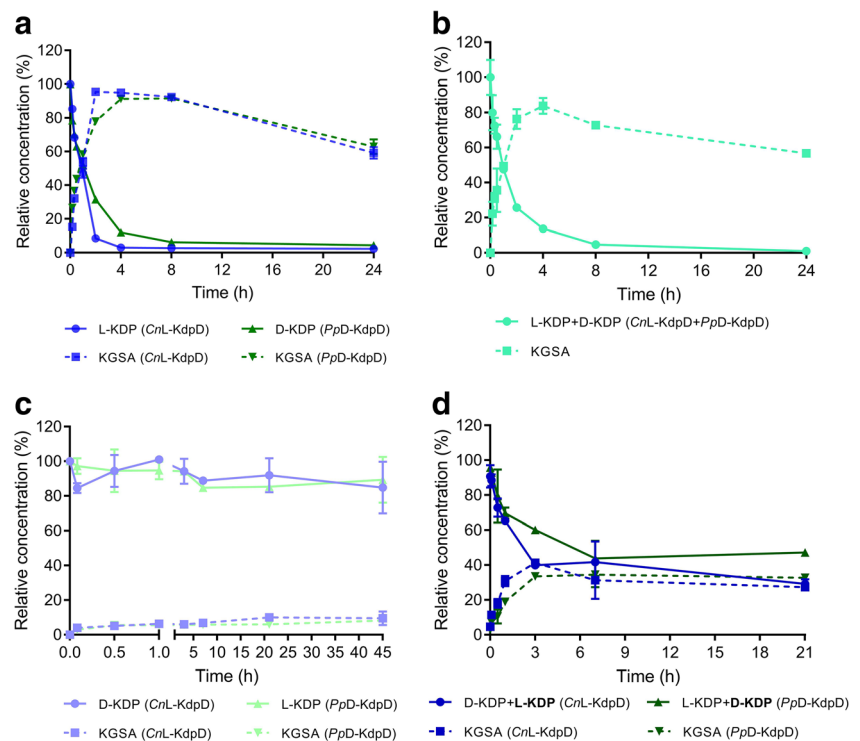 a
Relative concentration (%)
120
100
80
60
40
20
0
0 4 8 12 16 20 24
Time (h)
L-KDP (CnL-KdpD)
D-KDP (PpD-KdpD)
KGSA (CnL-KdpD)
KGSA (PpD-KdpD)
b
Relative concentration (%)
120
100
80
60
40
20
0
0 4 8 12 16 20 24
Time (h)
L-KDP+D-KDP (CnL-KdpD+PpD-KdpD)
KGSA
c
Relative concentration (%)
120
100
80
60
40
20
0
0.0 0.5 1.0 5 10 15 20 25 30 35 40 45
Time (h)
D-KDP (CnL-KdpD)
L-KDP (PpD-KdpD)
KGSA (CnL-KdpD)
KGSA (PpD-KdpD)
d
Relative concentration (%)
120
100
80
60
40
20
0
0 3 6 9 12 15 18 21
Time (h)
D-KDP+L-KDP (CnL-KdpD)
L-KDP+D-KDP (PpD-KdpD)
KGSA (CnL-KdpD)
KGSA (PpD-KdpD)